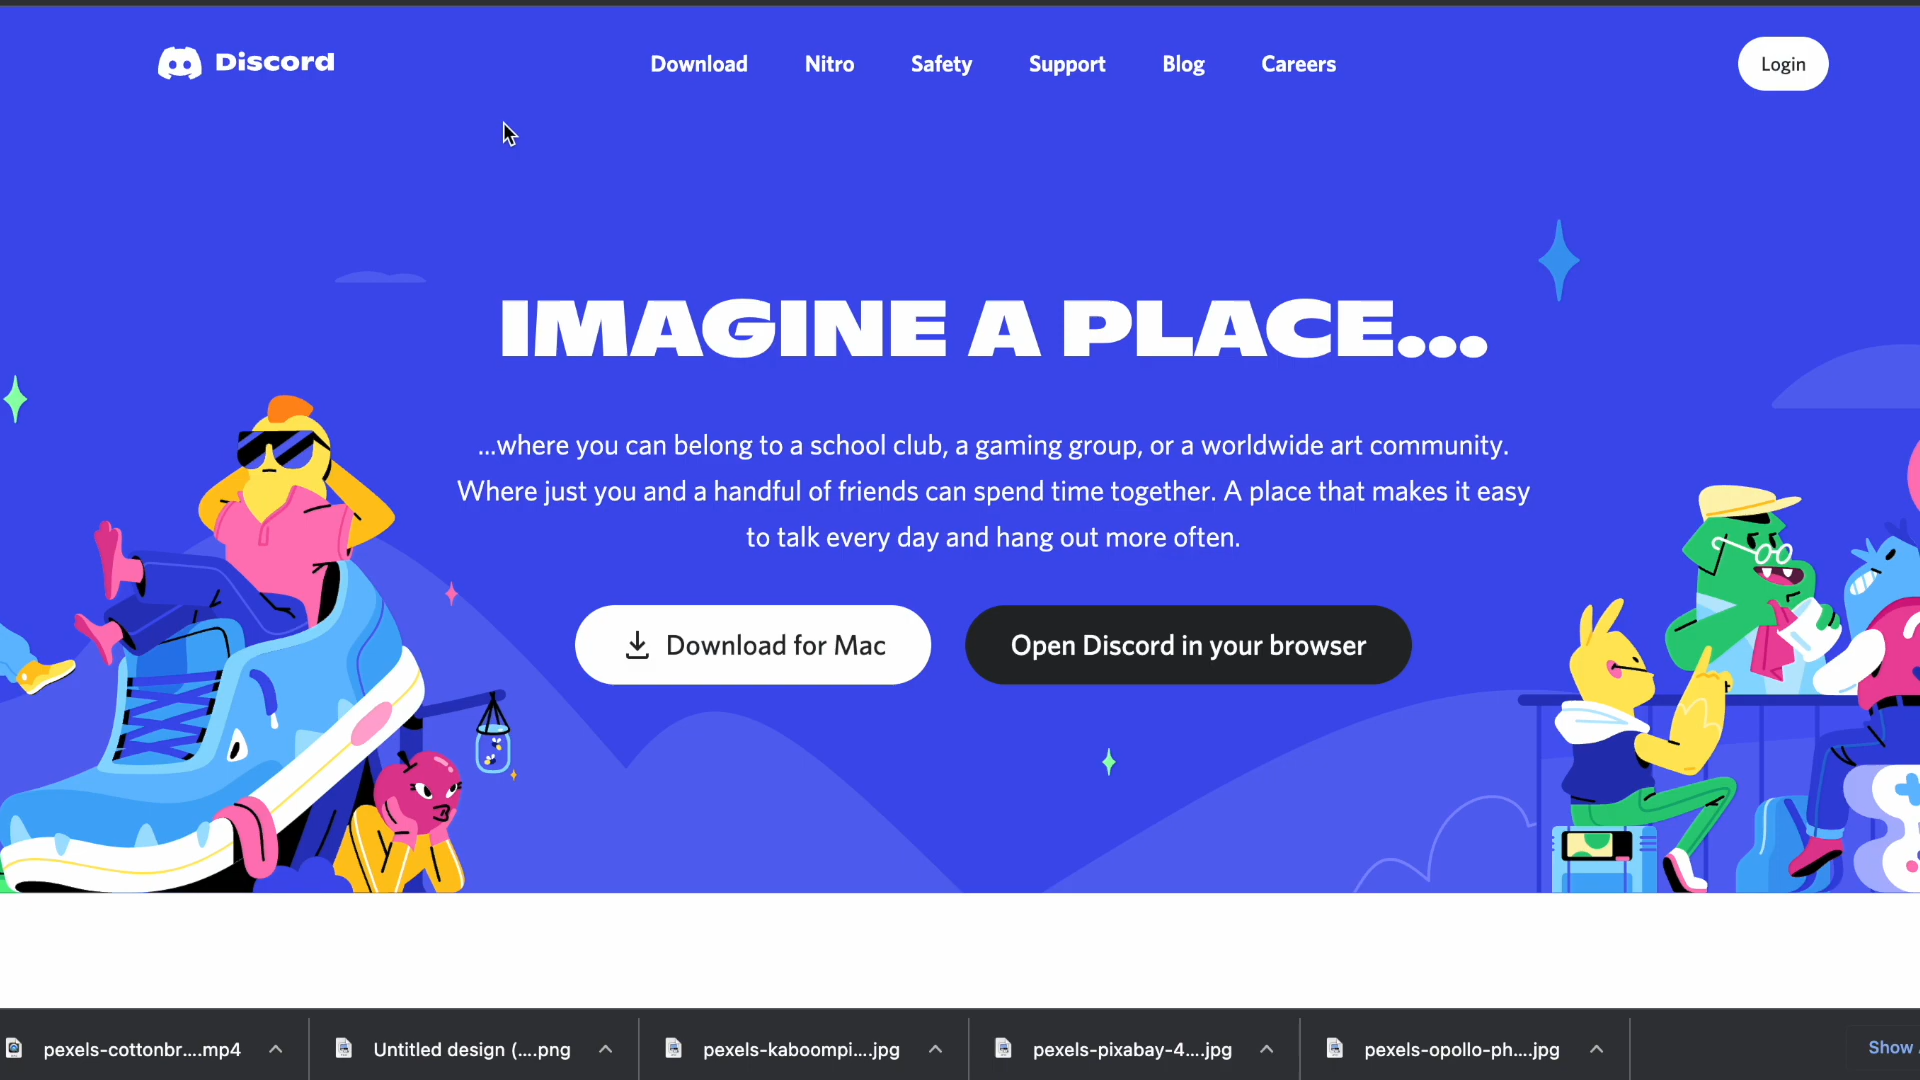 Discord
Download
Nitro
Safety
Support
Blog
Careers
Login
IMAGINE A PLACE...
...where you can belong to a school club, a gaming group, or a worldwide art community.
Where just you and a handful of friends can spend time together. A place that makes it easy
to talk every day and hang out more often.
Download for Mac
Open Discord in your browser
pexels-cottonbr....mp4
Untitled design (....png
pexels-kaboompi....jpg
pexels-pixabay-4....jpg
pexels-opollo-ph....jpg
Show